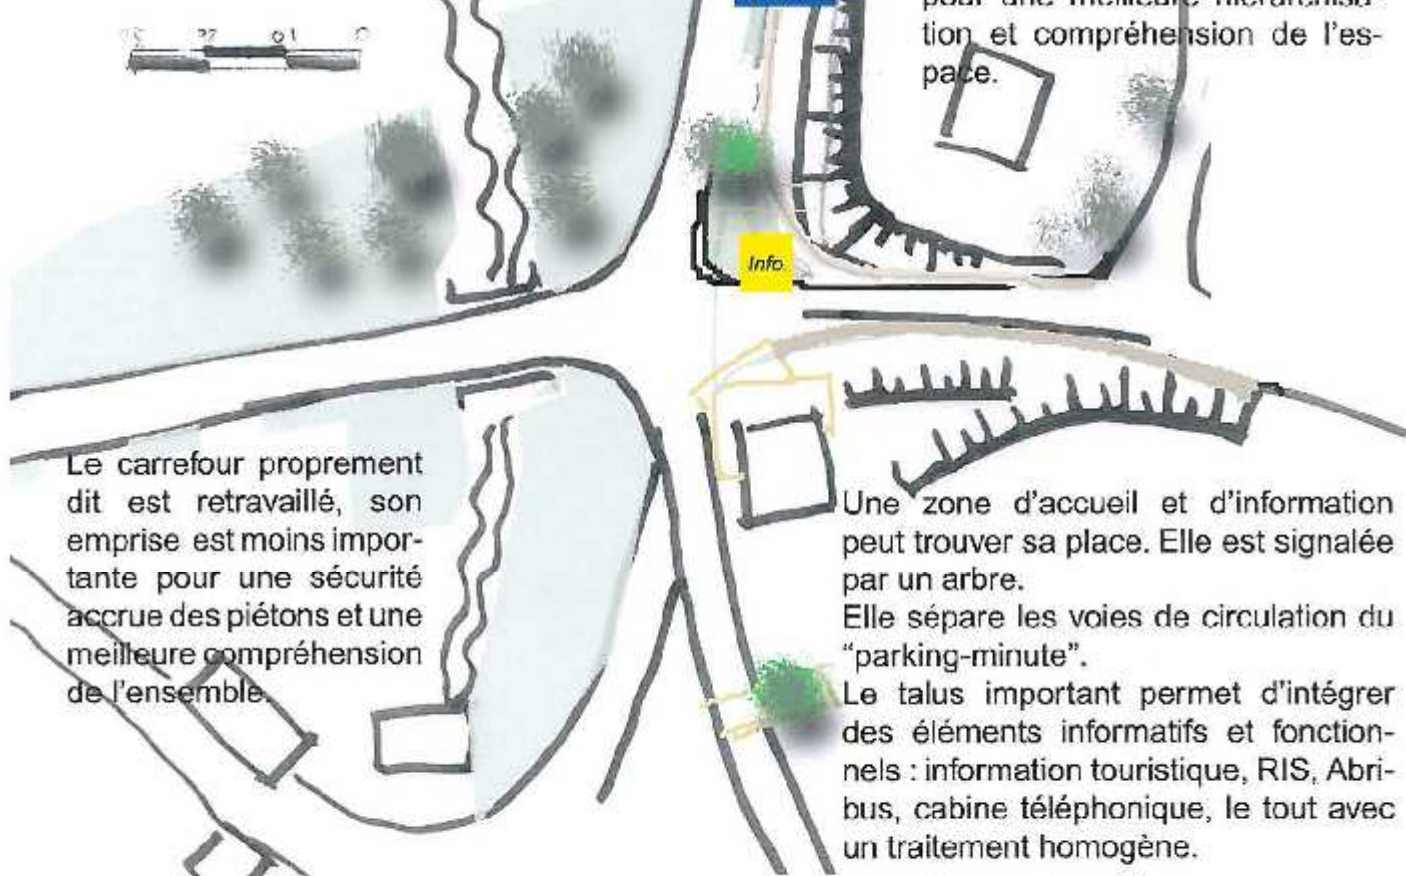 pour une meilleure hiérarchisa-
tion et compréhension de l'es-
pace.
Info
Le carrefour proprement
dit est retravaillé, son
emprise est moins impor-
tante pour une sécurité
accrue des piétons et une
meilleure compréhension
de l'ensemble.
Une zone d'accueil et d'information
peut trouver sa place. Elle est signalée
par un arbre.
Elle sépare les voies de circulation du
“parking-minute”.
Le talus important permet d'intégrer
des éléments informatifs et fonction-
nels : information touristique, RIS, Abri-
bus, cabine téléphonique, le tout avec
un traitement homogène.